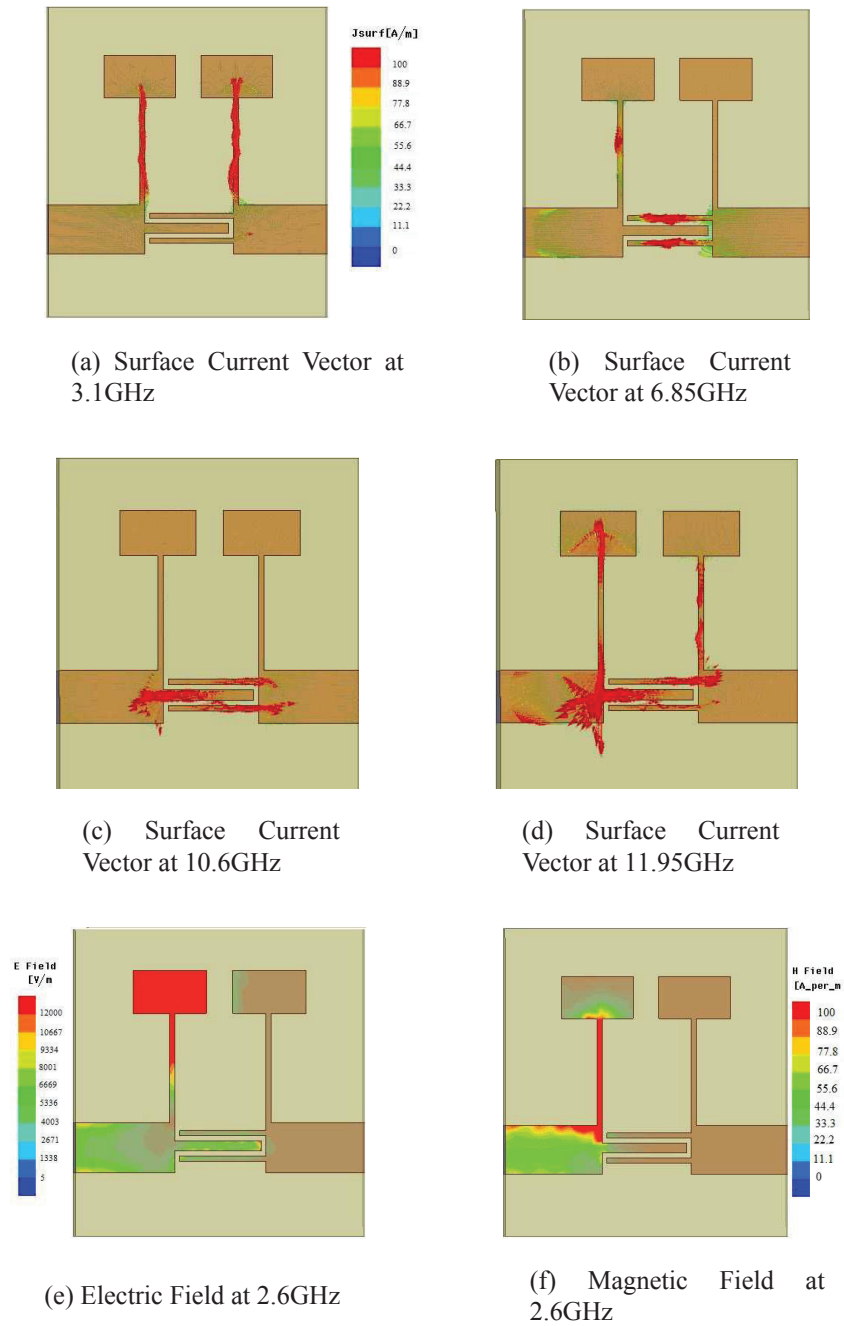 Jsurf[A/m]
100
88.9
77.8
66.7
55.6
44.4
33.3
22.2
11.1
0
(a) Surface Current Vector at
3.1GHz
(b) Surface Current
Vector at 6.85GHz
(c) Surface Current
Vector at 10.6GHz
(d) Surface Current
Vector at 11.95GHz
E Field
[V/m
12000
10667
9334
8001
6669
5336
4003
2671
1338
5
(e) Electric Field at 2.6GHz
H Field
[A_per_m
100
88.9
77.8
66.7
55.6
44.4
33.3
22.2
11.1
0
(f) Magnetic Field at
2.6GHz